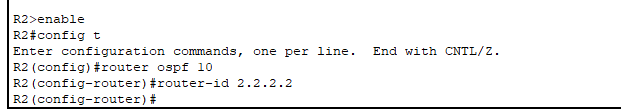 R2>enable
R2#config t
Enter configuration commands, one per line.  End with CNTL/Z.
R2(config)#router ospf 10
R2(config-router)#router-id 2.2.2.2
R2(config-router)#